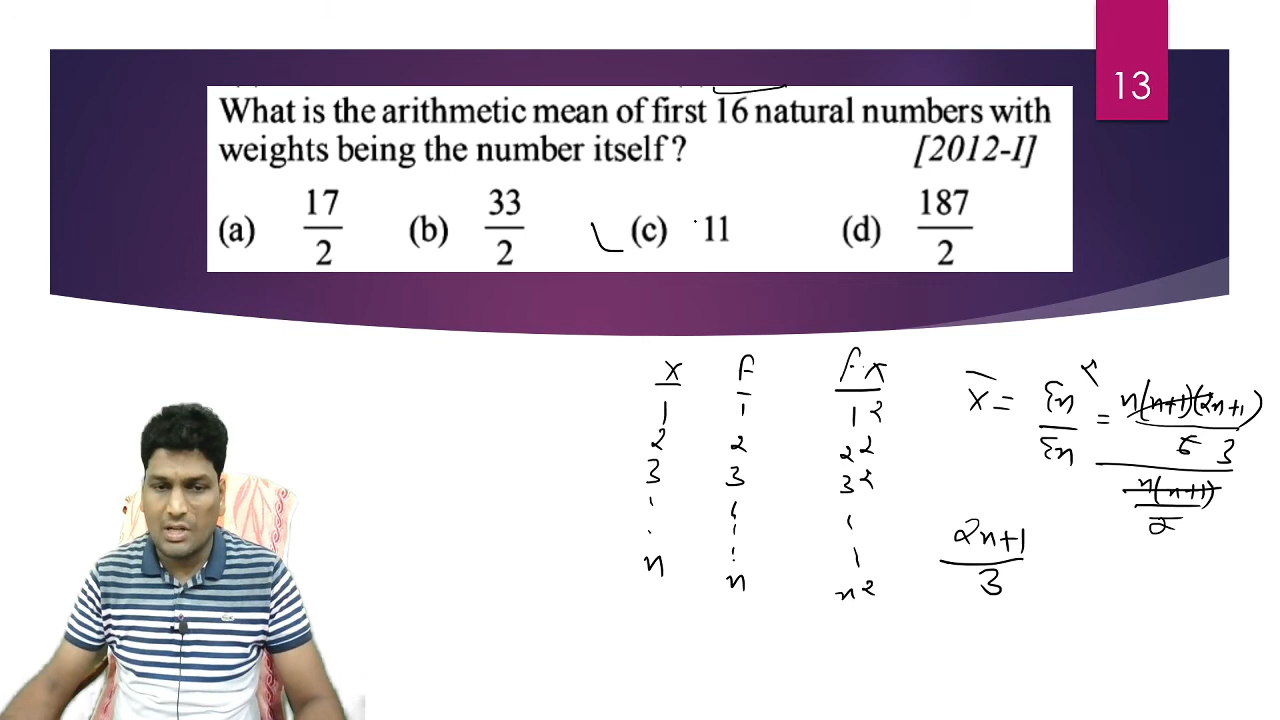 13
What is the arithmetic mean of first 16 natural numbers with
weights being the number itself ? [2012-I]
(a) 17/2 (b) 33/2 (c) 11 (d) 187/2
x f f.x
1 1 1²
2 2 2²
3 3 3²
n n n²
x̄ = Σn²/Σn = n(n+1)(2n+1)/6 3 / n(n+1)/2
2n+1/3